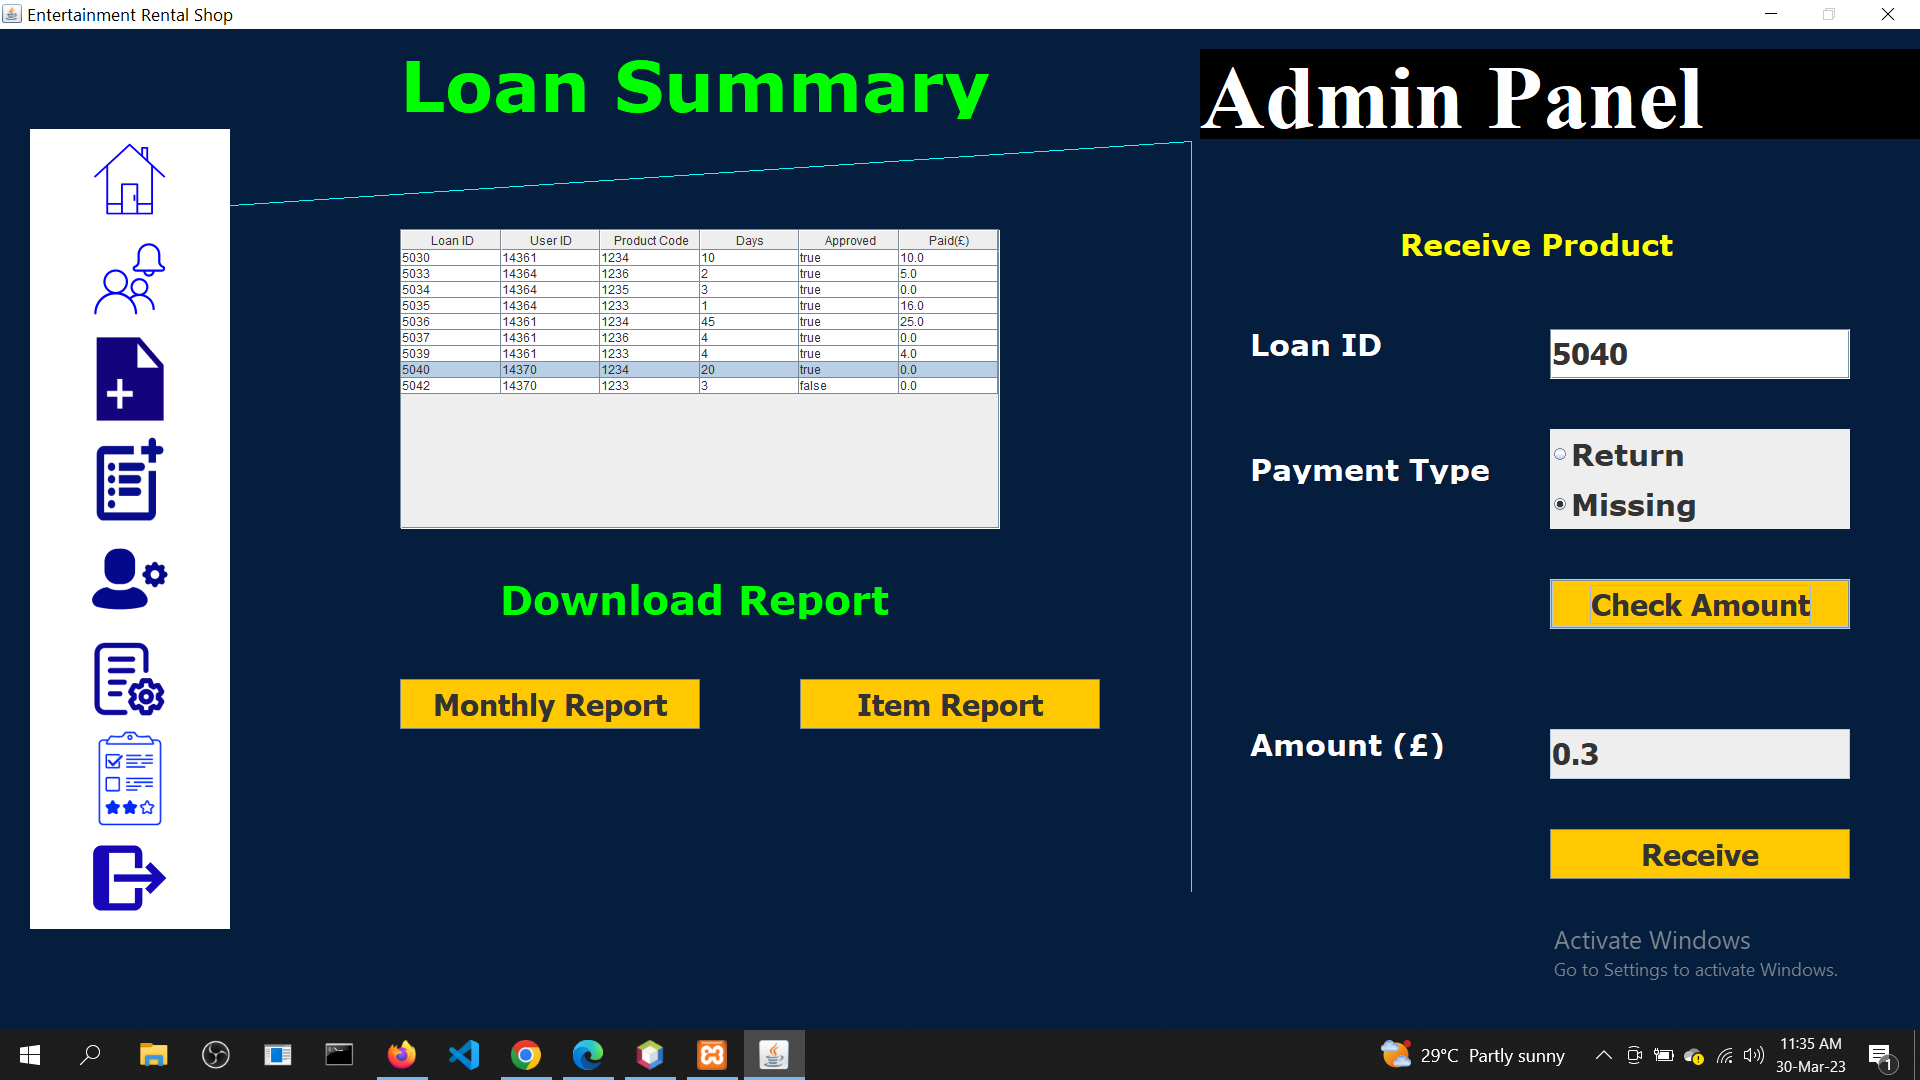 Entertainment Rental Shop
Loan Summary
Admin Panel
Loan ID User ID Product Code Days Approved Paid(£)
5030 14361 1234 10 true 10.0
5033 14364 1236 2 true 5.0
5034 14364 1235 3 true 0.0
5035 14364 1233 1 true 16.0
5036 14361 1234 45 true 25.0
5037 14361 1236 4 true 0.0
5039 14361 1233 4 true 4.0
5040 14370 1234 20 true 0.0
5042 14370 1233 3 false 0.0
Download Report
Monthly Report Item Report
Receive Product
Loan ID 5040
Payment Type
Return
Missing
Check Amount
Amount (£) 0.3
Receive
Activate Windows
Go to Settings to activate Windows.
29°C Partly sunny
11:35 AM
30-Mar-23
1